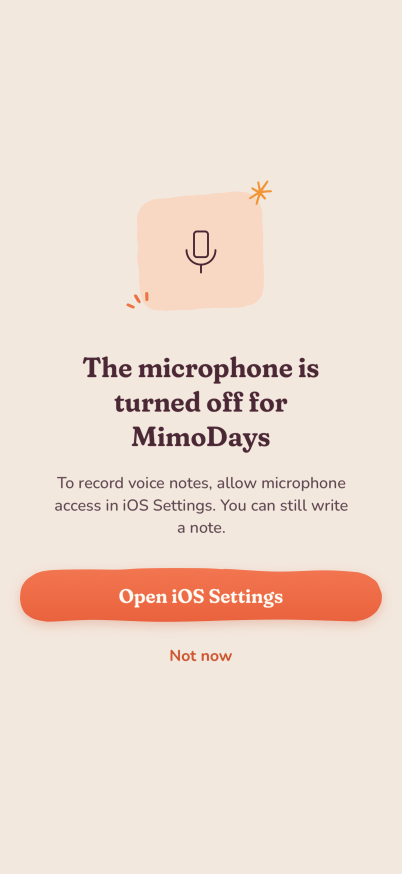 The microphone is
turned off for
MimoDays
To record voice notes, allow microphone
access in iOS Settings. You can still write
a note.
Open iOS Settings
Not now